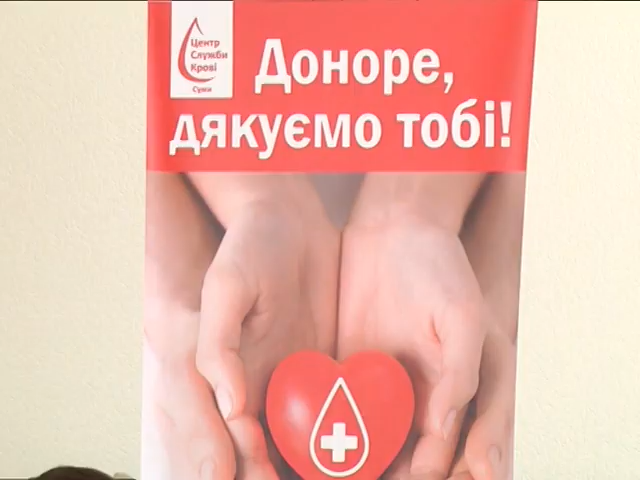 Центр
Служби
Крові
Суми
Доноре,
дякуємо тобі!